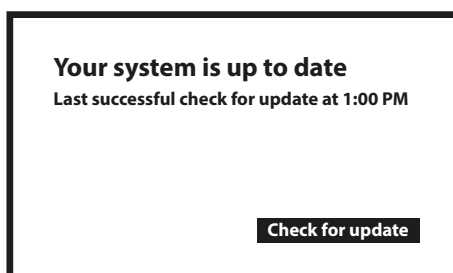 Your system is up to date
Last successful check for update at 1:00 PM
Check for update